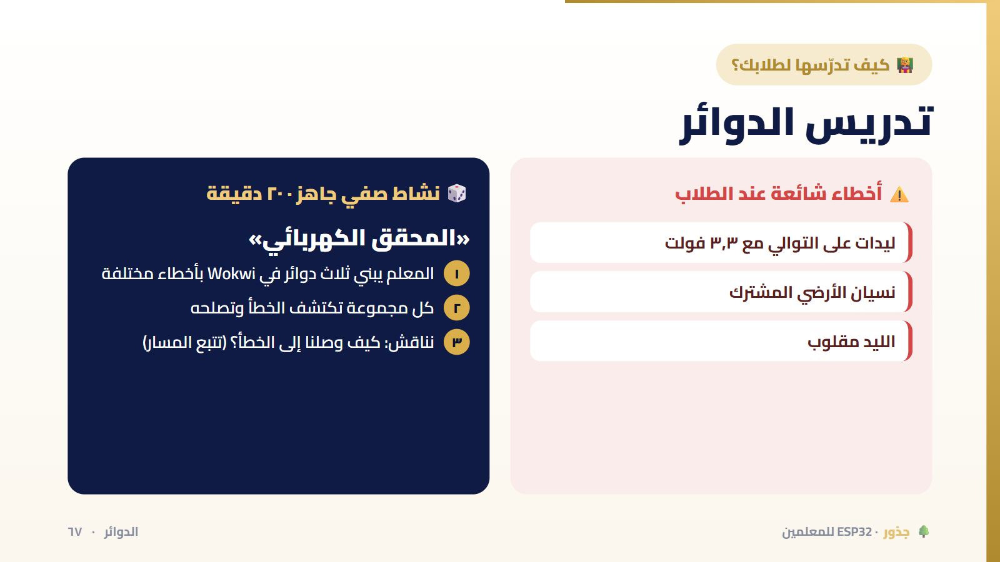 كيف تدرّسها لطلابك؟
تدريس الدوائر
أخطاء شائعة عند الطلاب
ليدات على التوالي مع ٣,٣ فولت
نسيان الأرضي المشترك
الليد مقلوب
نشاط صفي جاهز · ٢٠ دقيقة
«المحقق الكهربائي»
١ المعلم يبني ثلاث دوائر في Wokwi بأخطاء مختلفة
٢ كل مجموعة تكتشف الخطأ وتصلحه
٣ نناقش: كيف وصلنا إلى الخطأ؟ (تتبع المسار)
جذور · ESP32 للمعلمين
الدوائر · ٦٧